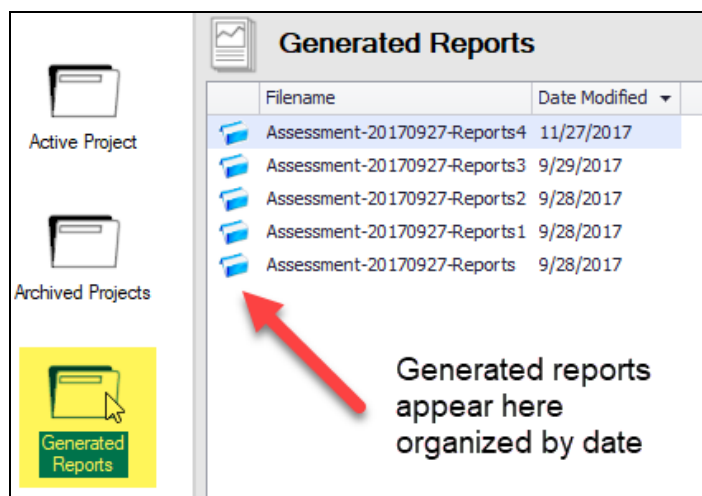 Generated Reports
Filename Date Modified
Active Project
Assessment-20170927-Reports4 11/27/2017
Assessment-20170927-Reports3 9/29/2017
Assessment-20170927-Reports2 9/28/2017
Assessment-20170927-Reports1 9/28/2017
Assessment-20170927-Reports 9/28/2017
Archived Projects
Generated
Reports
Generated reports
appear here
organized by date